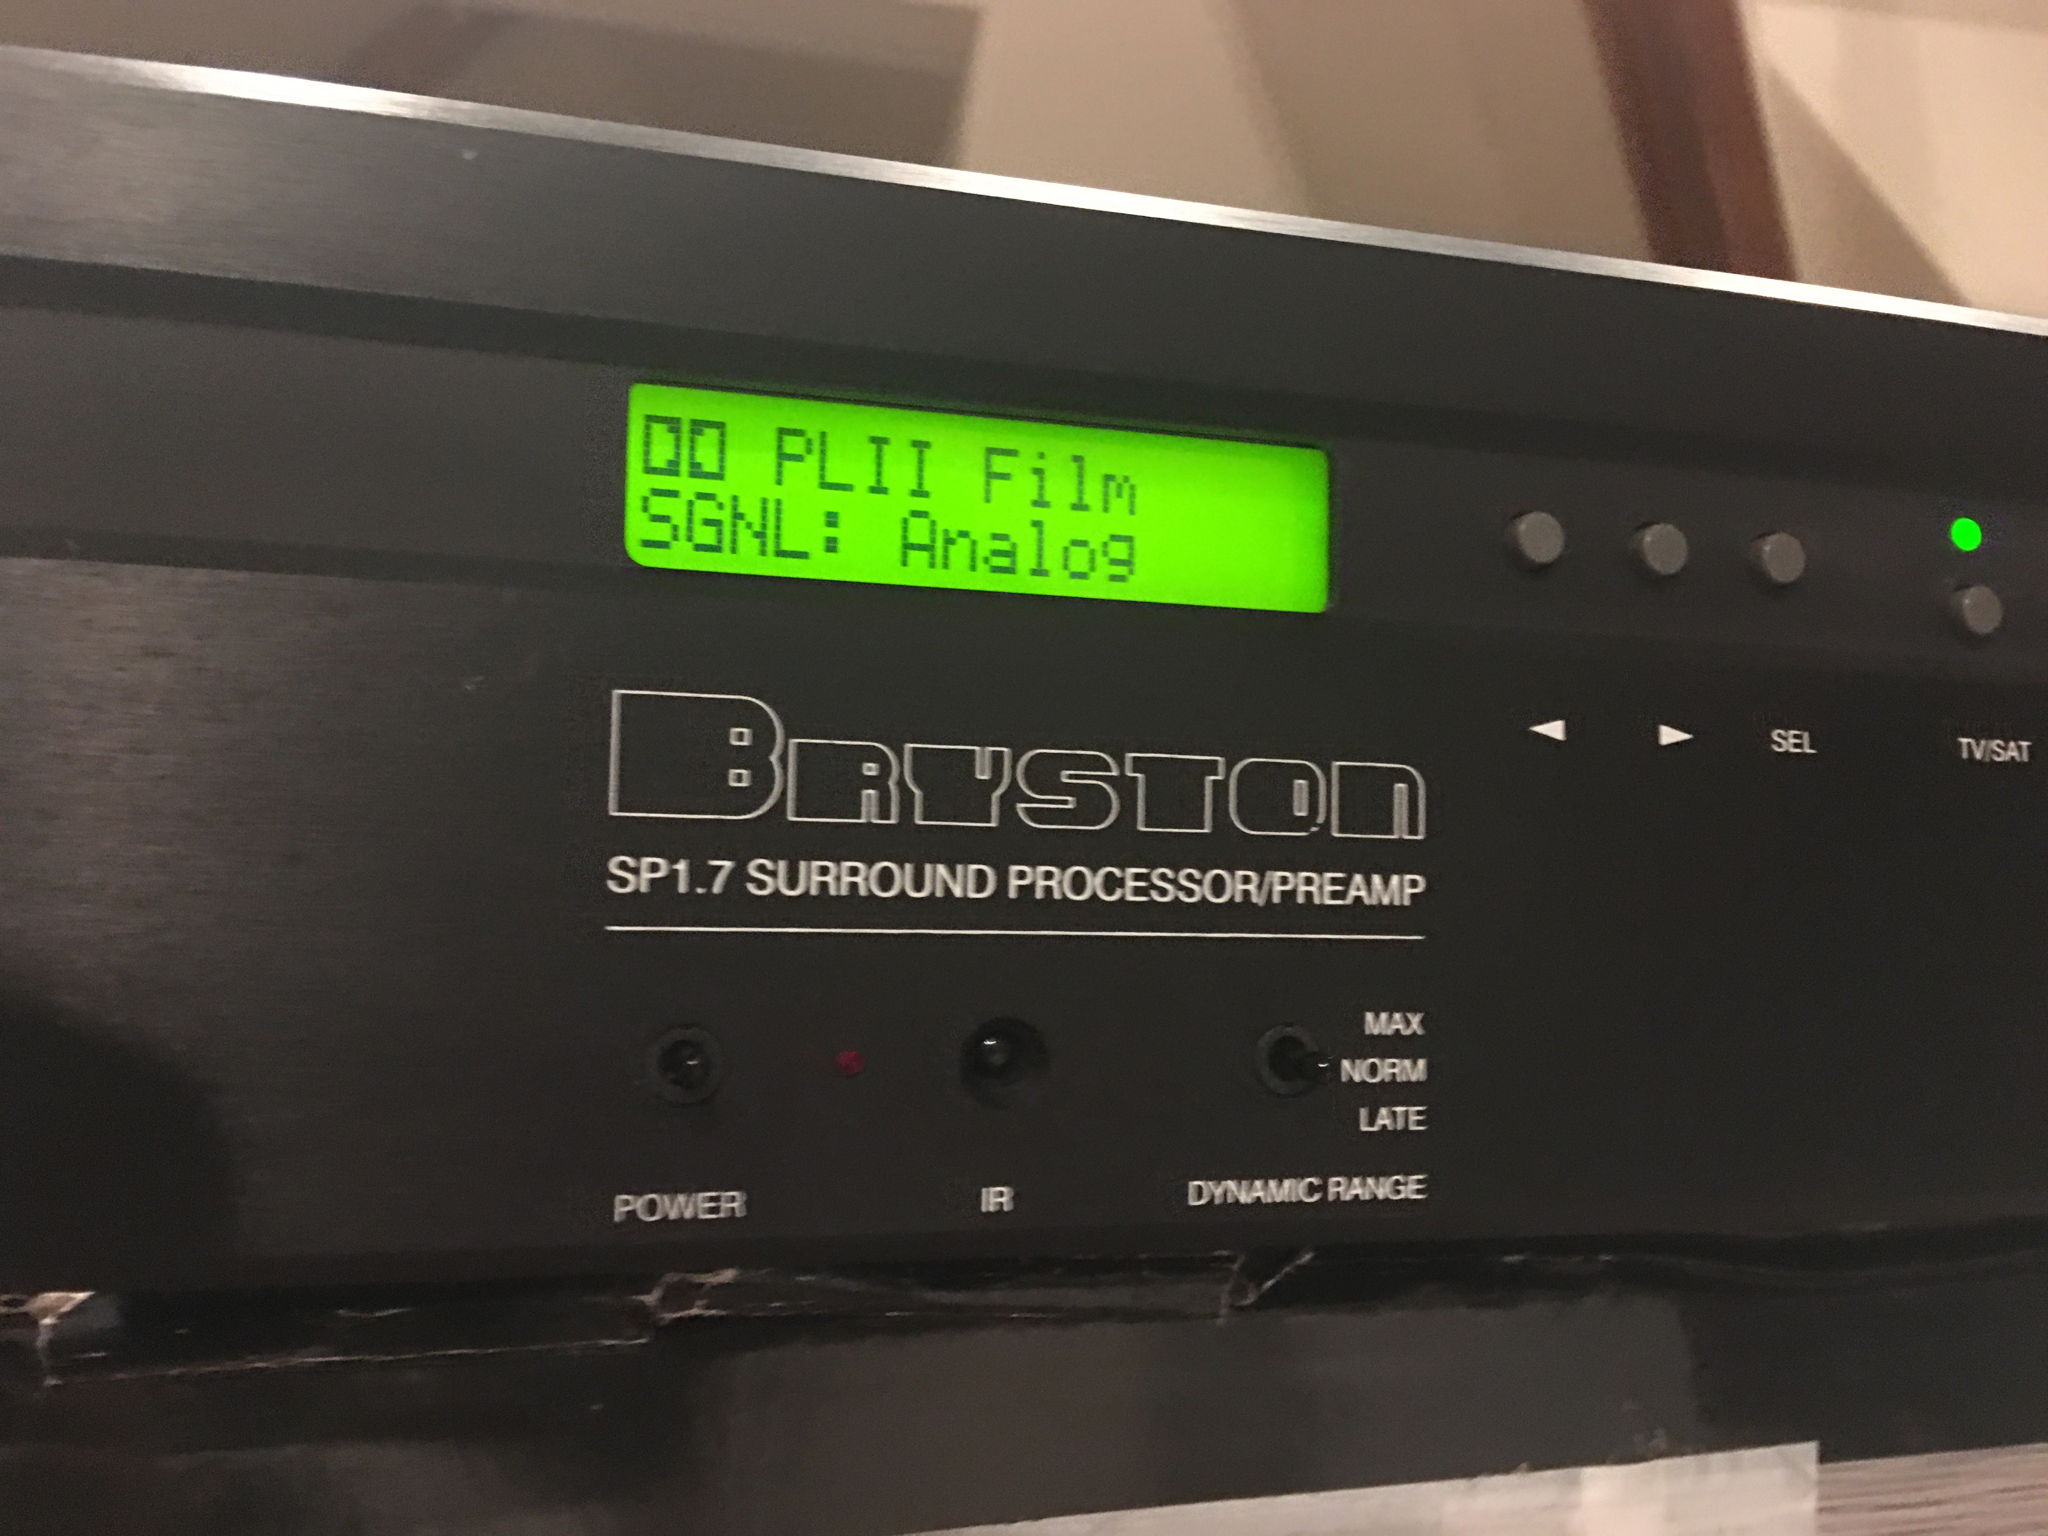 PLII Film
SGNL: Analog
BRYSTON
SP1.7 SURROUND PROCESSOR/PREAMP
SEL
TV/SAT
MAX
NORM
LATE
POWER
IR
DYNAMIC RANGE